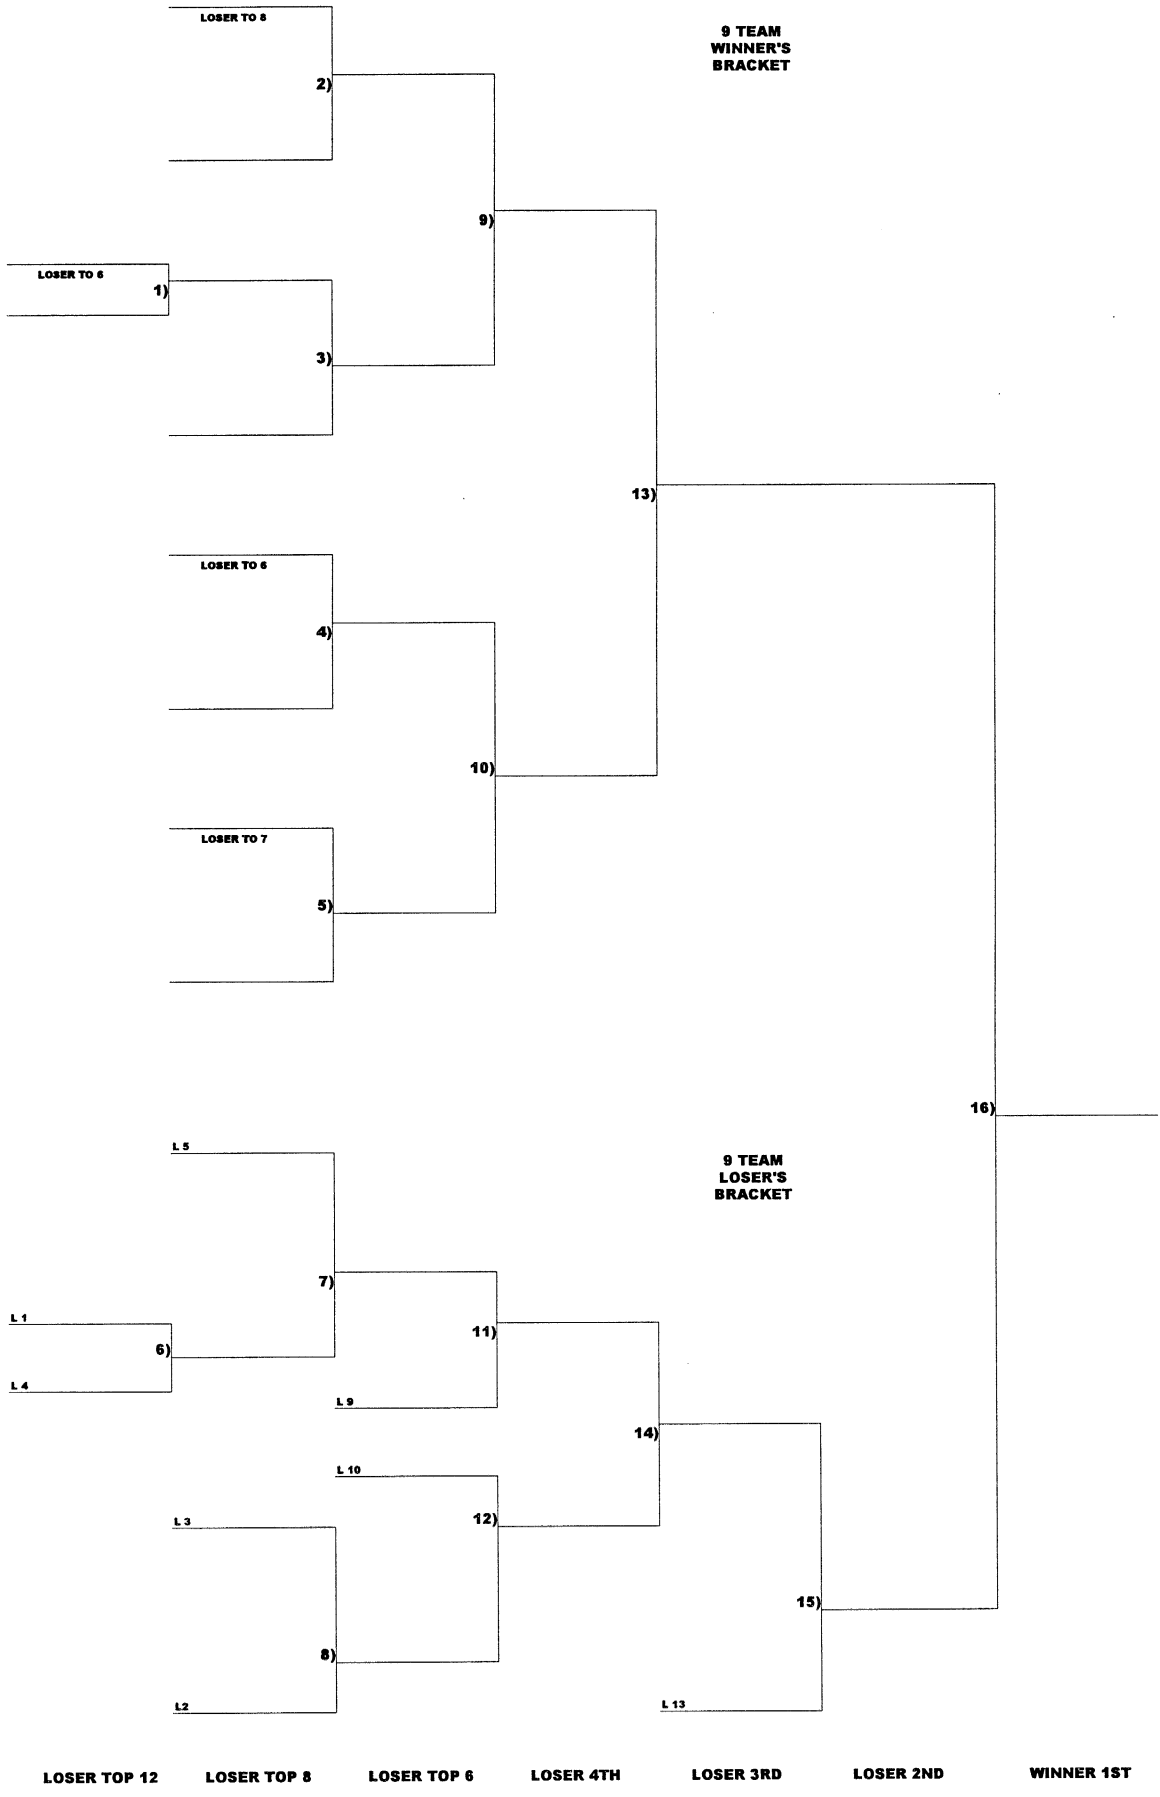 LOSER TO 8
9 TEAM
WINNER'S
BRACKET
2)
9)
LOSER TO 6
1)
3)
13)
LOSER TO 6
4)
10)
LOSER TO 7
5)
16)
L 5
9 TEAM
LOSER'S
BRACKET
7)
L 1
11)
6)
L 4
L 9
14)
L 10
12)
L 3
15)
8)
L2
L 13
LOSER TOP 12 LOSER TOP 8 LOSER TOP 6 LOSER 4TH LOSER 3RD LOSER 2ND WINNER 1ST